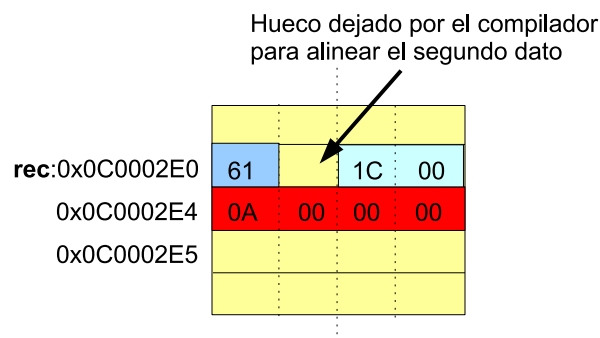 Hueco dejado por el compilador
para alinear el segundo dato
rec:0x0C0002E0 61 1C 00
0x0C0002E4 0A 00 00 00
0x0C0002E5